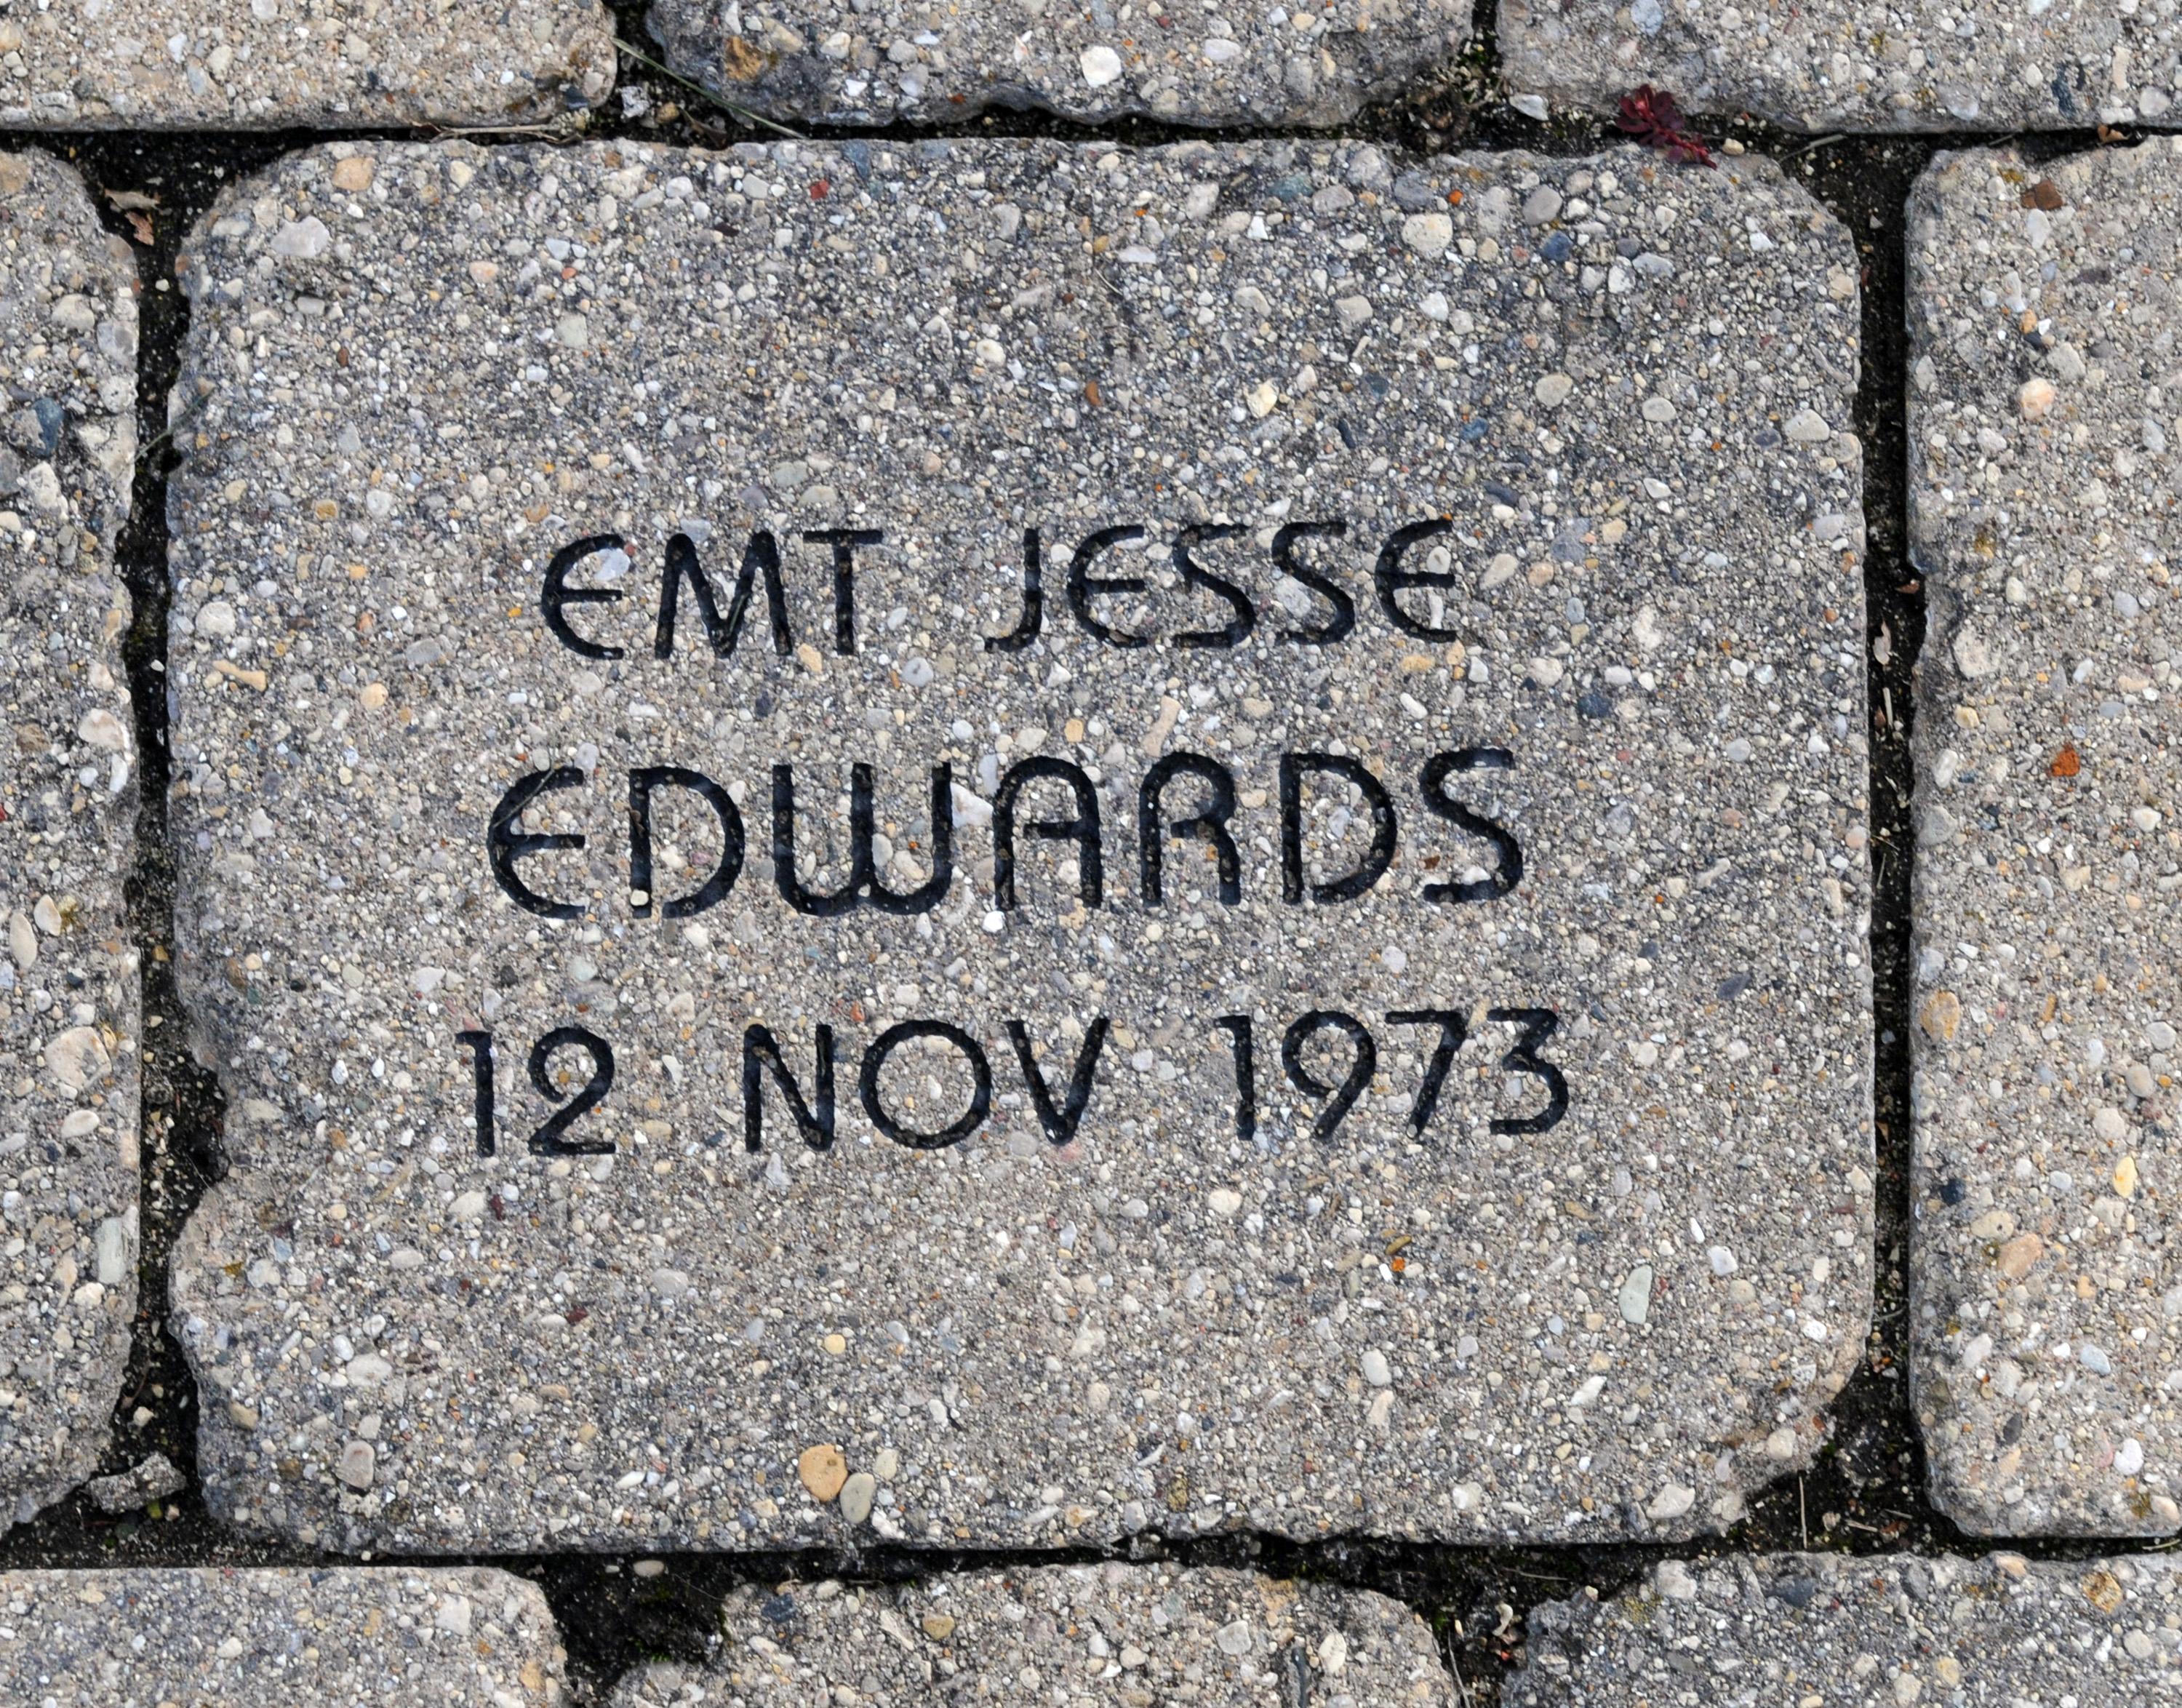 EMT JESSE
EDWARDS
12 NOV 1973